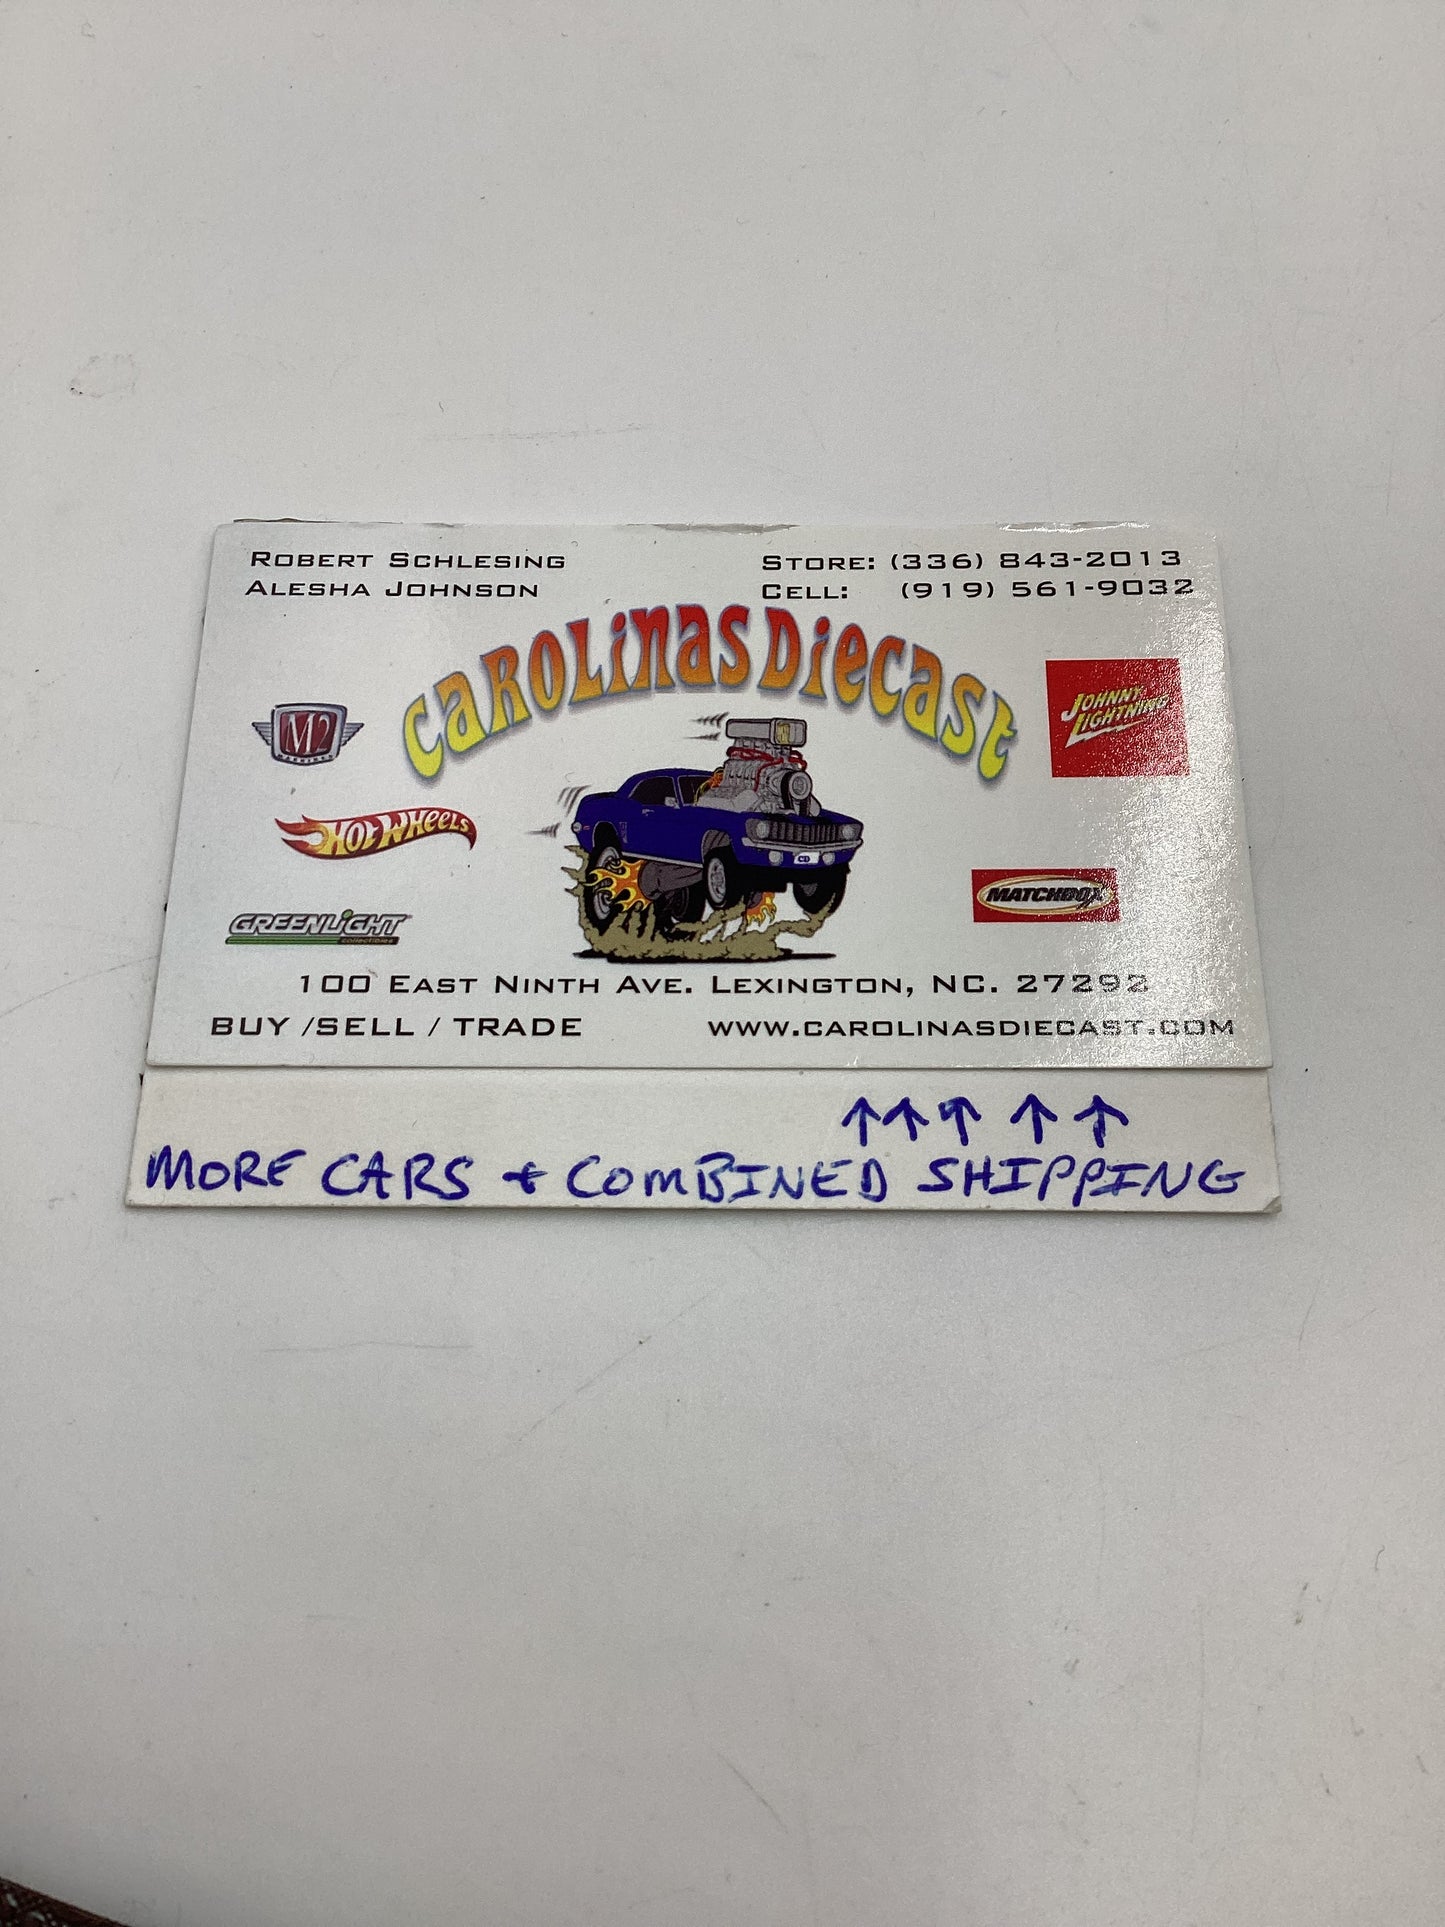 Robert Schlesing
Alesha Johnson
Store: (336) 843-2013
Cell: (919) 561-9032
Carolinas Diecast
M2
MACHINES
Johnny Lightning
Hot Wheels
MATCHBOX
GREENLIGHT
collectibles
100 East Ninth Ave. Lexington, NC. 27292
BUY /SELL / TRADE
www.carolinasdiecast.com
↑ ↑ ↑ ↑ ↑
MORE CARS + COMBINED SHIPPING